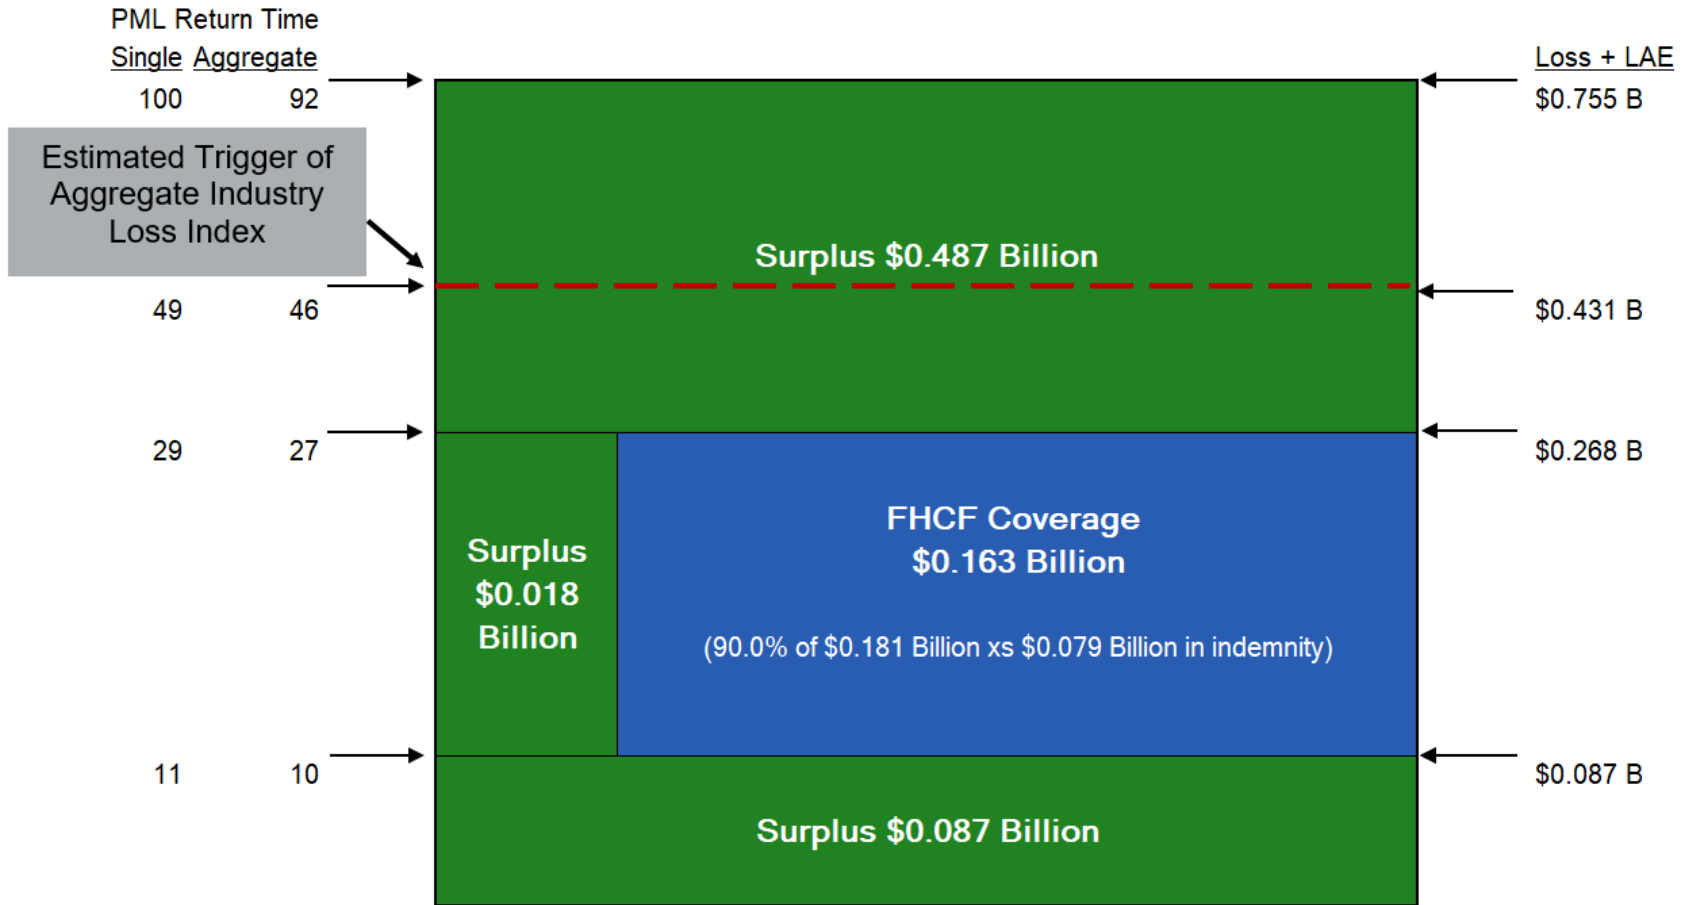 PML Return Time
Single Aggregate
Loss + LAE
100 92
$0.755 B
Estimated Trigger of
Aggregate Industry
Loss Index
Surplus $0.487 Billion
49 46
$0.431 B
29 27
$0.268 B
Surplus
$0.018
Billion
FHCF Coverage
$0.163 Billion
(90.0% of $0.181 Billion xs $0.079 Billion in indemnity)
11 10
$0.087 B
Surplus $0.087 Billion